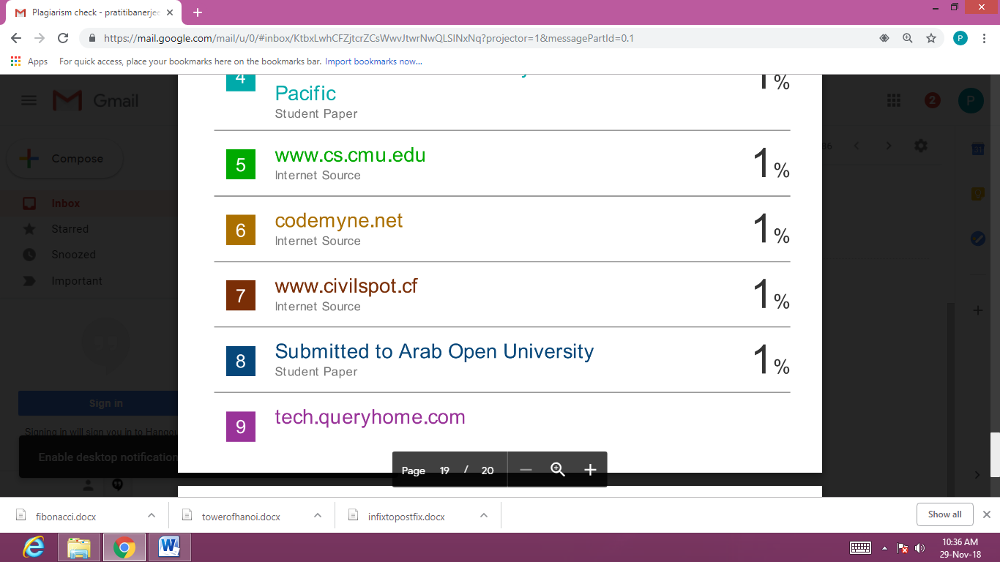 Plagiarism check - pratitibanerjee
https://mail.google.com/mail/u/0/#inbox/KtbxLwhCFZjtcrZCsWwvJtwrNwQLSlNxNq?projector=1&messagePartId=0.1
P
Apps For quick access, place your bookmarks here on the bookmarks bar. Import bookmarks now...
Gmail
2
P
Compose
86
31
Inbox
Starred
Snoozed
Important
Sign in
Signing in will sign you in to Hangou
Enable desktop notification
4
Pacific
Student Paper
1%
5
www.cs.cmu.edu
Internet Source
1%
6
codemyne.net
Internet Source
1%
7
www.civilspot.cf
Internet Source
1%
8
Submitted to Arab Open University
Student Paper
1%
9
tech.queryhome.com
Page 19 / 20
fibonacci.docx
towerofhanoi.docx
infixtopostfix.docx
Show all
10:36 AM
29-Nov-18